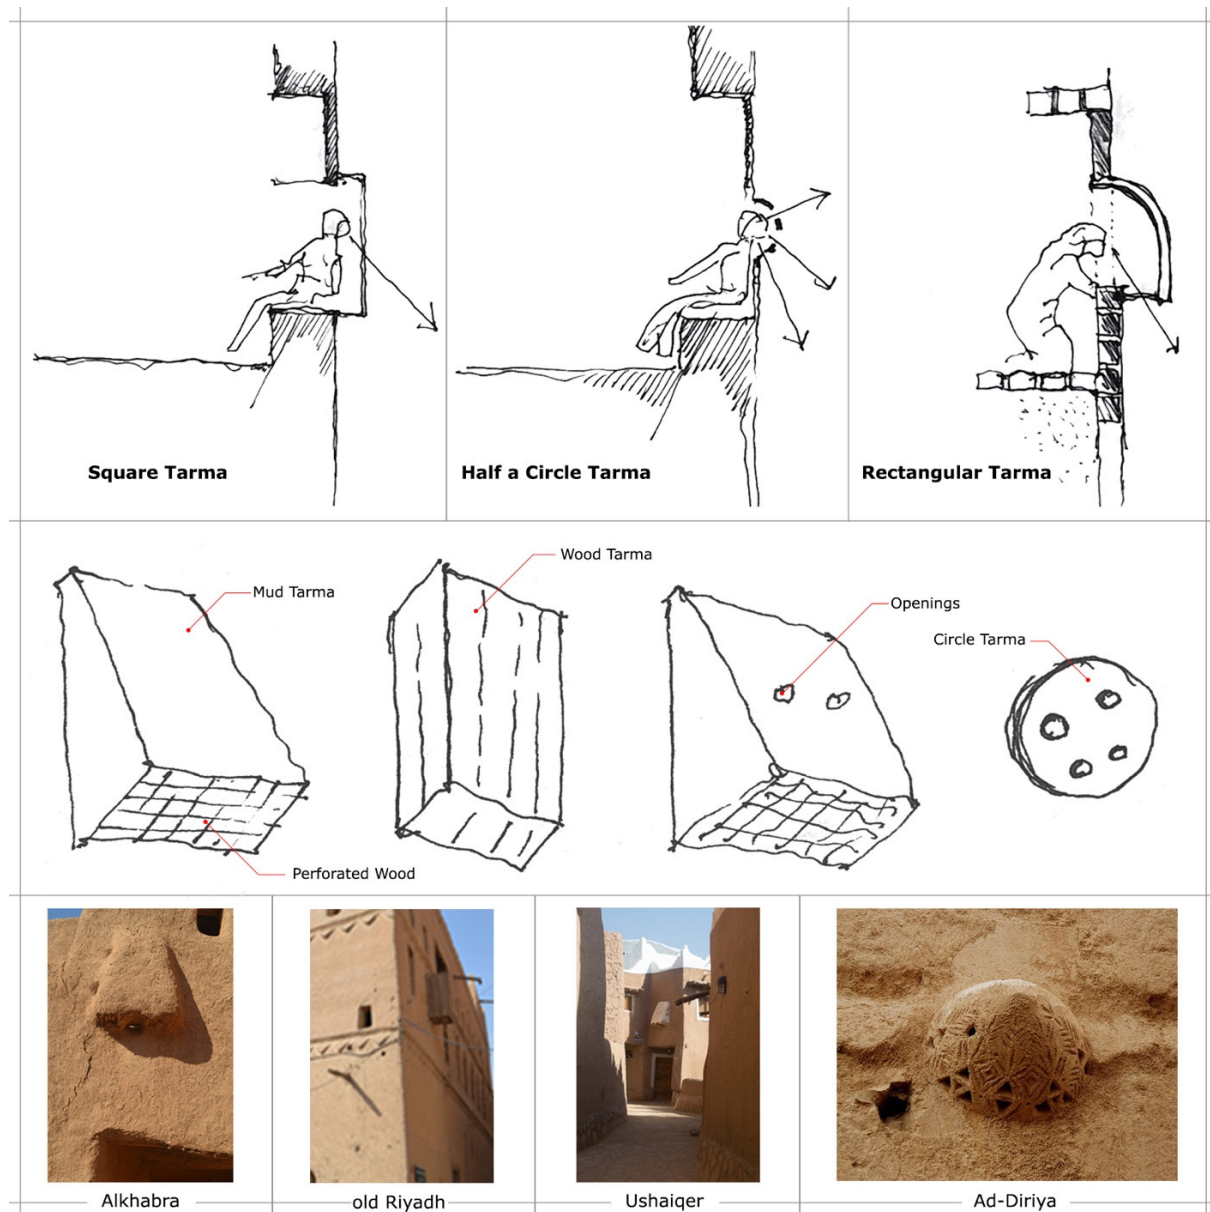 Square Tarma
Half a Circle Tarma
Rectangular Tarma
Wood Tarma
Mud Tarma
Openings
Circle Tarma
Perforated Wood
Alkhabra
old Riyadh
Ushaiqer
Ad-Diriya